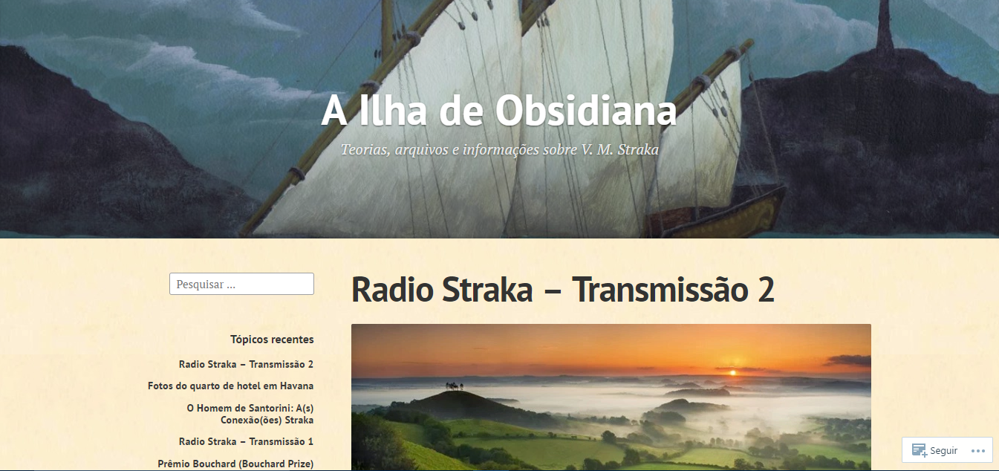 A Ilha de Obsidiana
Teorias, arquivos e informações sobre V. M. Straka
Pesquisar ...
Radio Straka – Transmissão 2
Tópicos recentes
Radio Straka – Transmissão 2
Fotos do quarto de hotel em Havana
O Homem de Santorini: A(s)
Conexão(ões) Straka
Radio Straka – Transmissão 1
Prêmio Bouchard (Bouchard Prize)
Seguir